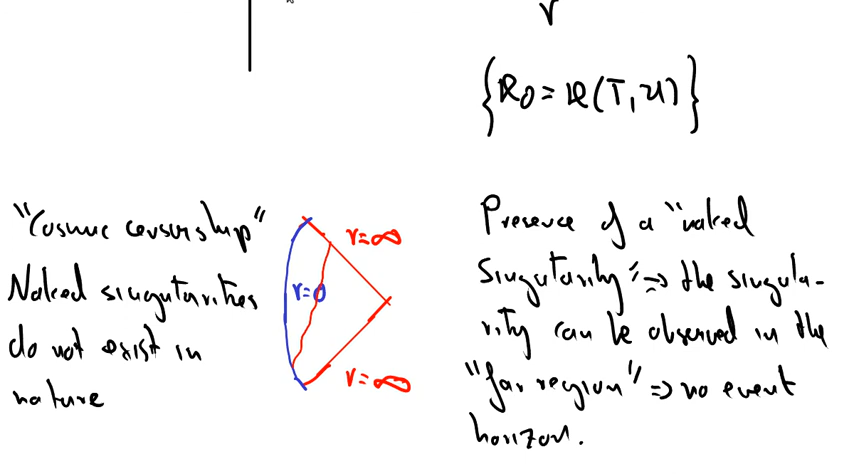 r
{R₀ = R(T, u)}
"Cosmic censorship"
Naked singularities
do not exist in
nature
r=∞
r=0
r=∞
Presence of a "naked
singularity" => the singula-
rity can be observed in the
"far region" => no event
horizon.